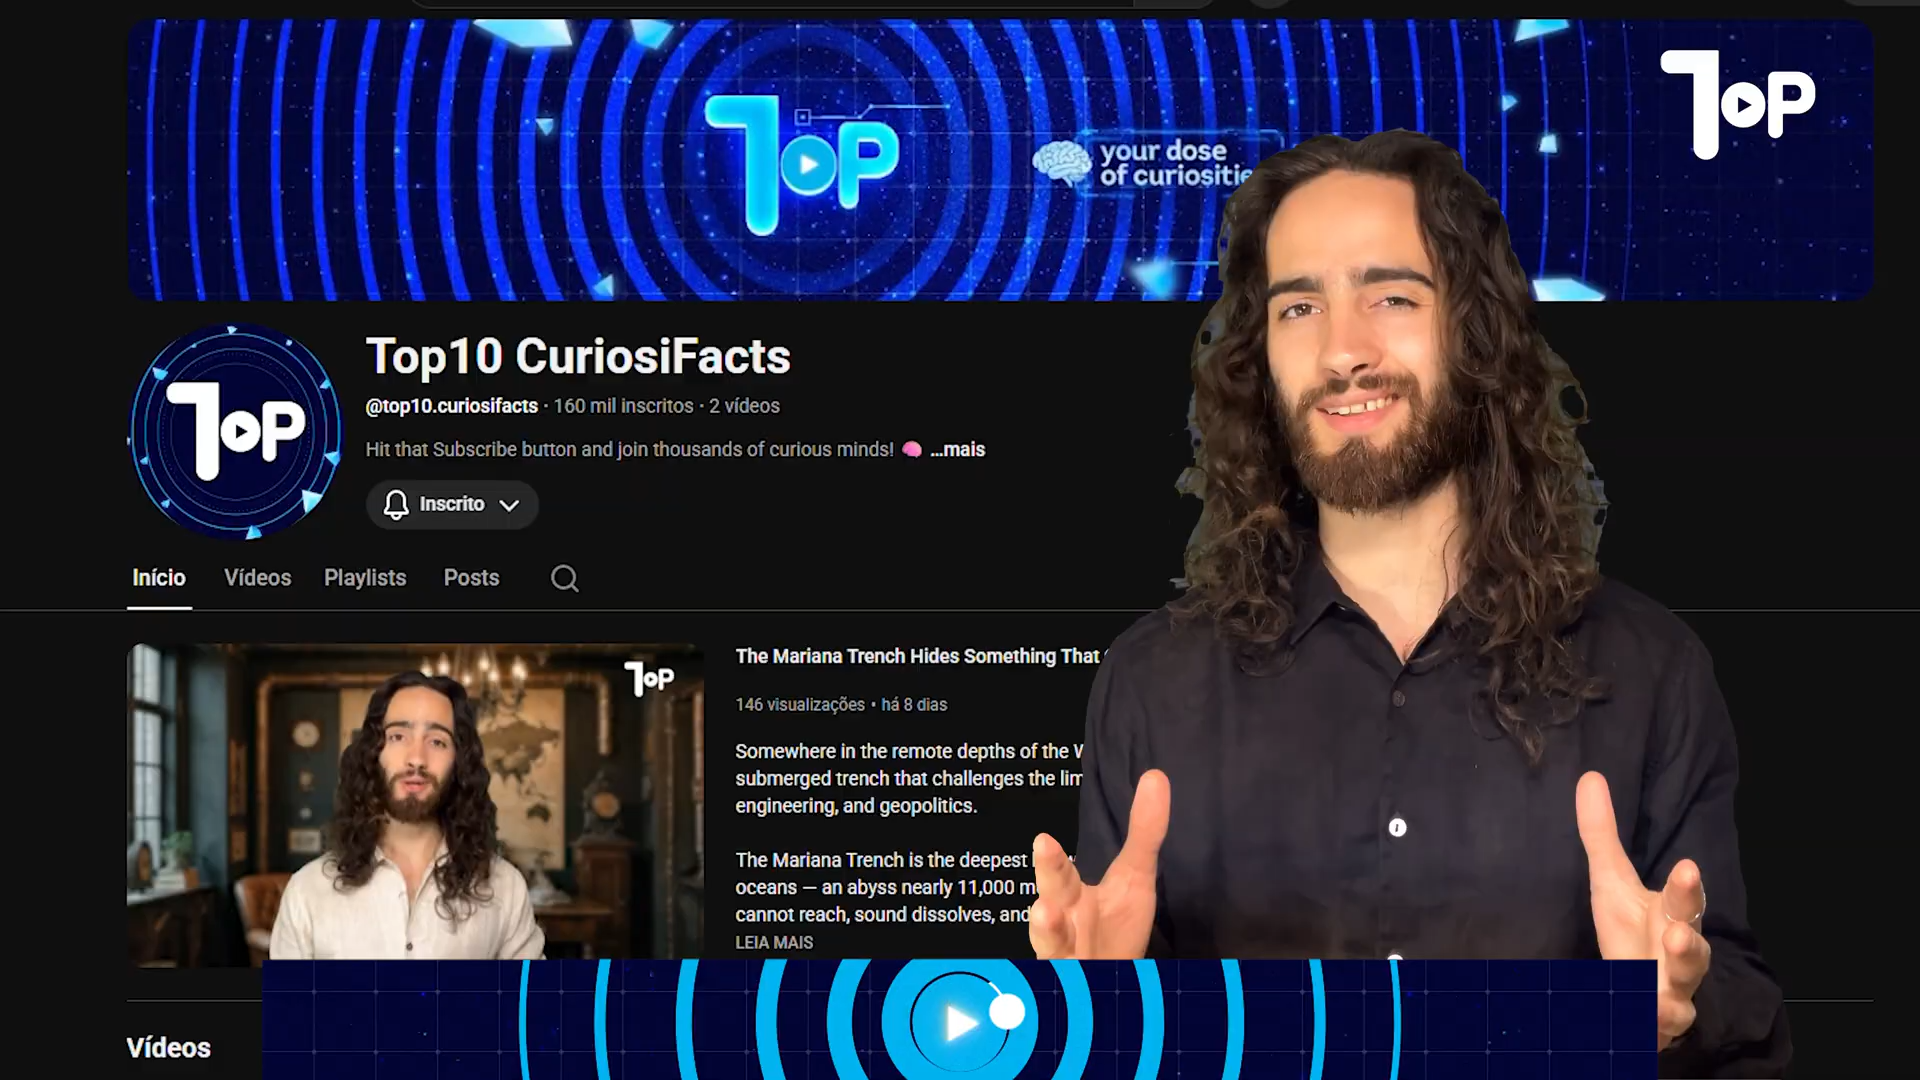 TOP
TOP
your dose
of curiositie
TOP
Top10 CuriosiFacts
@top10.curiosifacts · 160 mil inscritos · 2 vídeos
Hit that Subscribe button and join thousands of curious minds! 🧠 ...mais
Inscrito
Início Vídeos Playlists Posts
TOP
The Mariana Trench Hides Something That
146 visualizações • há 8 dias
Somewhere in the remote depths of the
submerged trench that challenges the lim
engineering, and geopolitics.
The Mariana Trench is the deepest
oceans — an abyss nearly 11,000 m
cannot reach, sound dissolves, and
LEIA MAIS
Vídeos